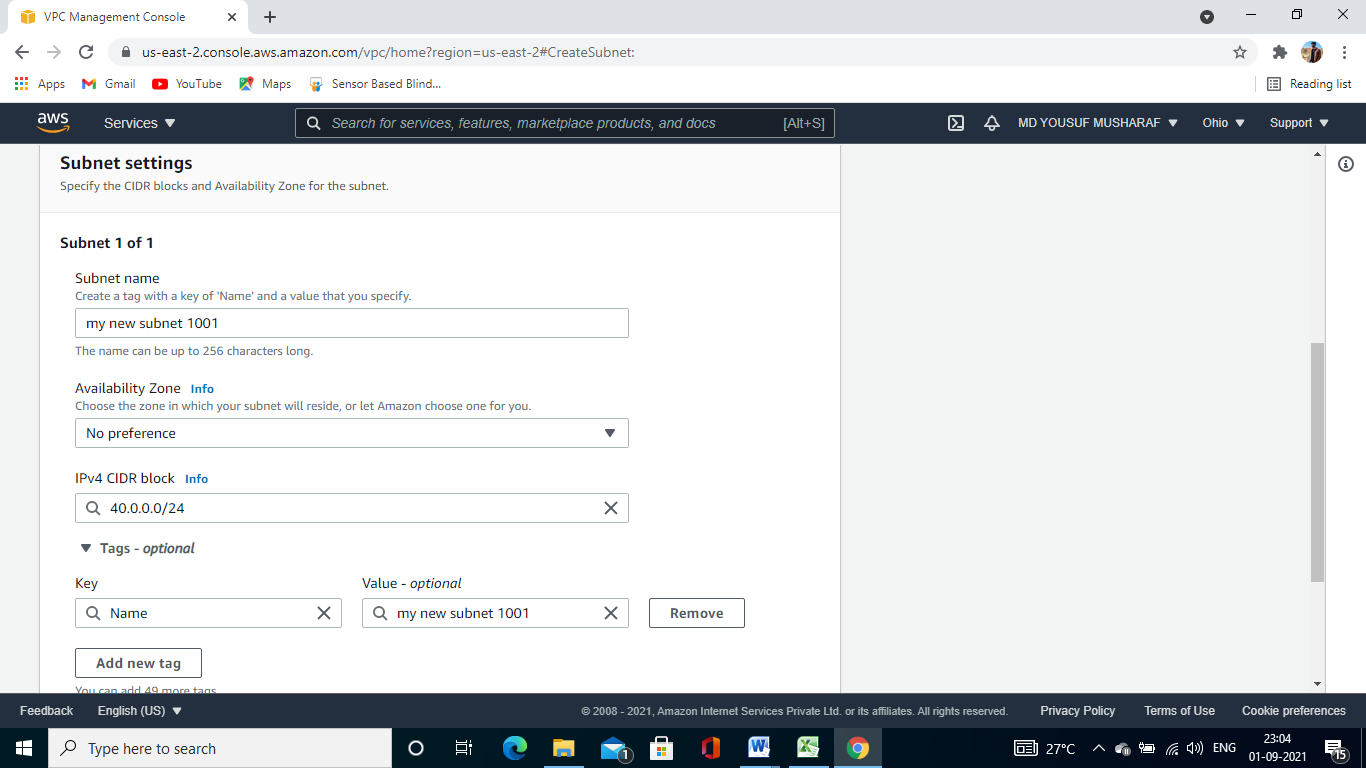 VPC Management Console
us-east-2.console.aws.amazon.com/vpc/home?region=us-east-2#CreateSubnet:
Apps Gmail YouTube Maps Sensor Based Blind... Reading list
aws Services Search for services, features, marketplace products, and docs [Alt+S] MD YOUSUF MUSHARAF Ohio Support
Subnet settings
Specify the CIDR blocks and Availability Zone for the subnet.
Subnet 1 of 1
Subnet name
Create a tag with a key of 'Name' and a value that you specify.
my new subnet 1001
The name can be up to 256 characters long.
Availability Zone Info
Choose the zone in which your subnet will reside, or let Amazon choose one for you.
No preference
IPv4 CIDR block Info
40.0.0.0/24
Tags - optional
Key Value - optional
Name my new subnet 1001 Remove
Add new tag
You can add 49 more tags
Feedback English (US) © 2008 - 2021, Amazon Internet Services Private Ltd. or its affiliates. All rights reserved. Privacy Policy Terms of Use Cookie preferences
Type here to search 1 27°C ENG 23:04 15
01-09-2021